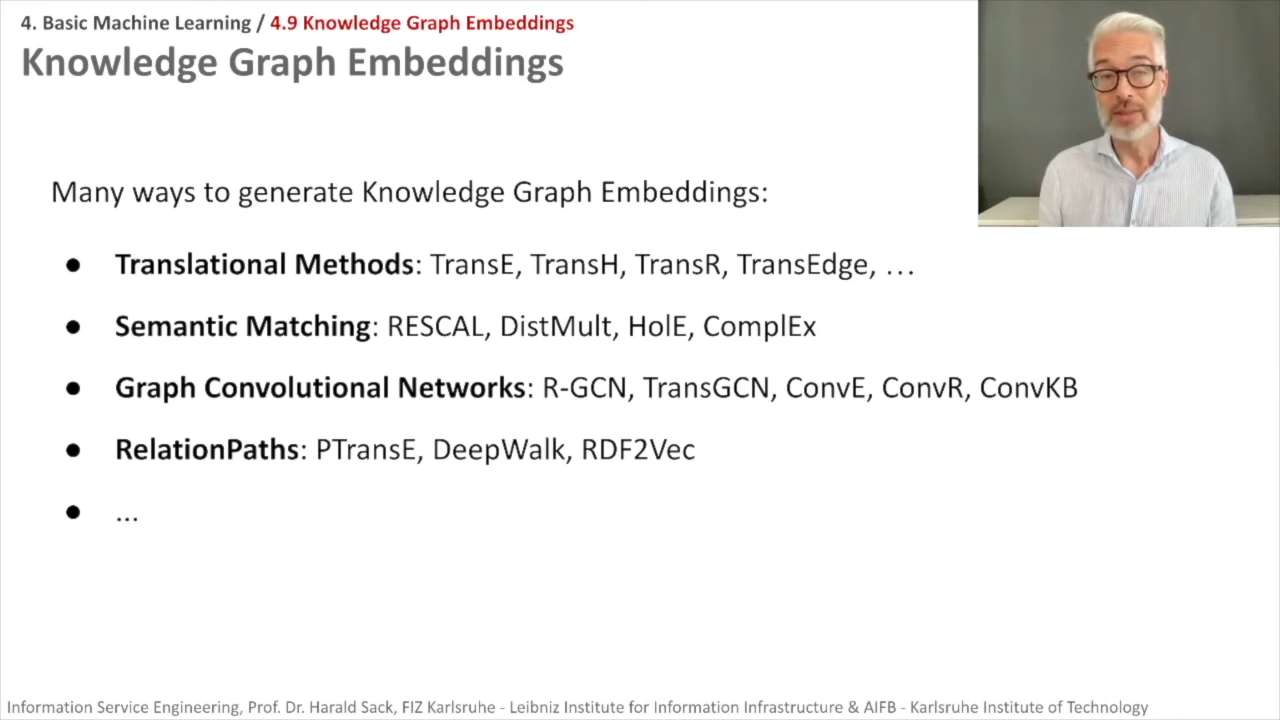 4. Basic Machine Learning / 4.9 Knowledge Graph Embeddings
Knowledge Graph Embeddings
Many ways to generate Knowledge Graph Embeddings:
● Translational Methods: TransE, TransH, TransR, TransEdge, …
● Semantic Matching: RESCAL, DistMult, HolE, ComplEx
● Graph Convolutional Networks: R-GCN, TransGCN, ConvE, ConvR, ConvKB
● RelationPaths: PTransE, DeepWalk, RDF2Vec
● ...
Information Service Engineering, Prof. Dr. Harald Sack, FIZ Karlsruhe - Leibniz Institute for Information Infrastructure & AIFB - Karlsruhe Institute of Technology